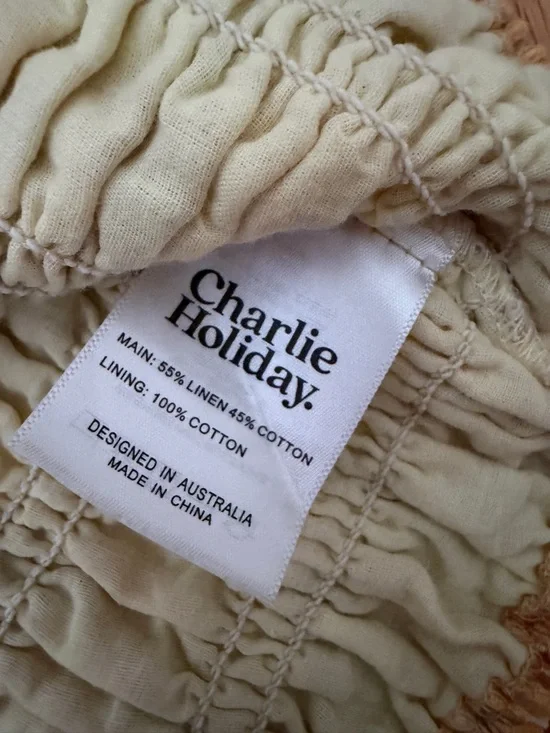 Charlie
Holiday.
MAIN: 55% LINEN 45% COTTON
LINING: 100% COTTON
DESIGNED IN AUSTRALIA
MADE IN CHINA